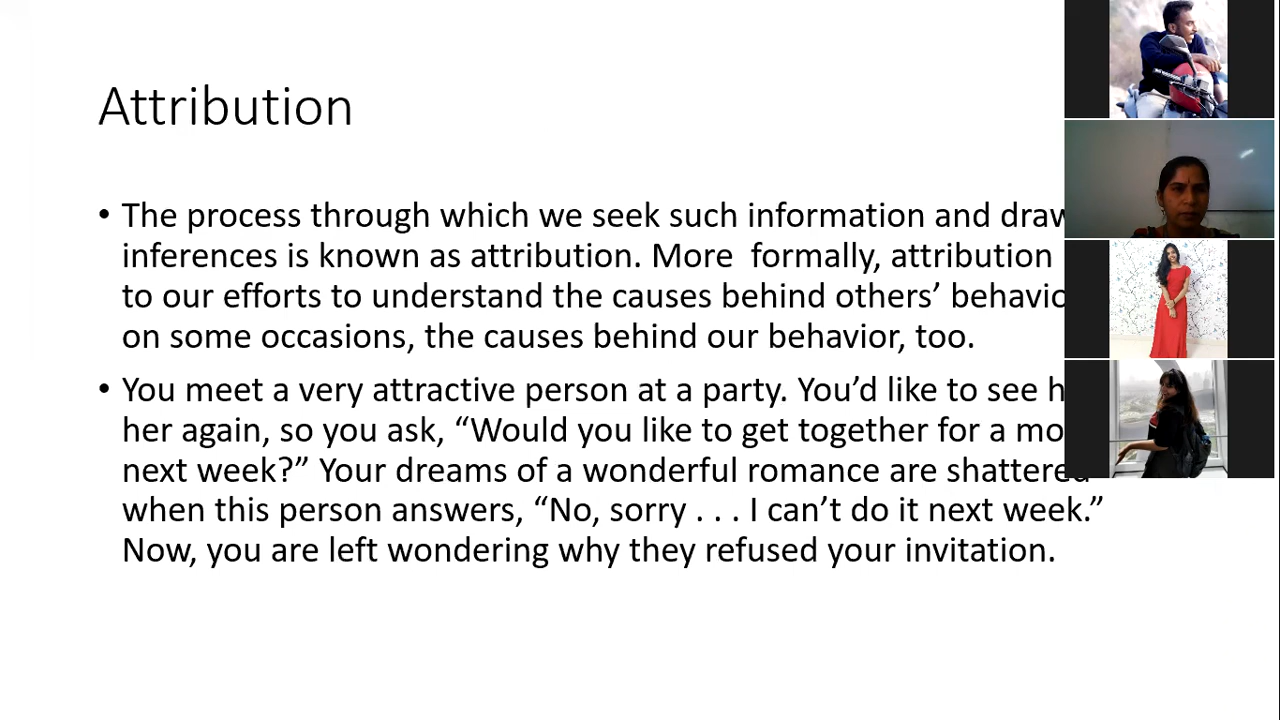 Attribution
• The process through which we seek such information and draw
inferences is known as attribution. More formally, attribution
to our efforts to understand the causes behind others’ behavio
on some occasions, the causes behind our behavior, too.
• You meet a very attractive person at a party. You’d like to see h
her again, so you ask, “Would you like to get together for a mo
next week?” Your dreams of a wonderful romance are shattered
when this person answers, “No, sorry . . . I can’t do it next week.”
Now, you are left wondering why they refused your invitation.